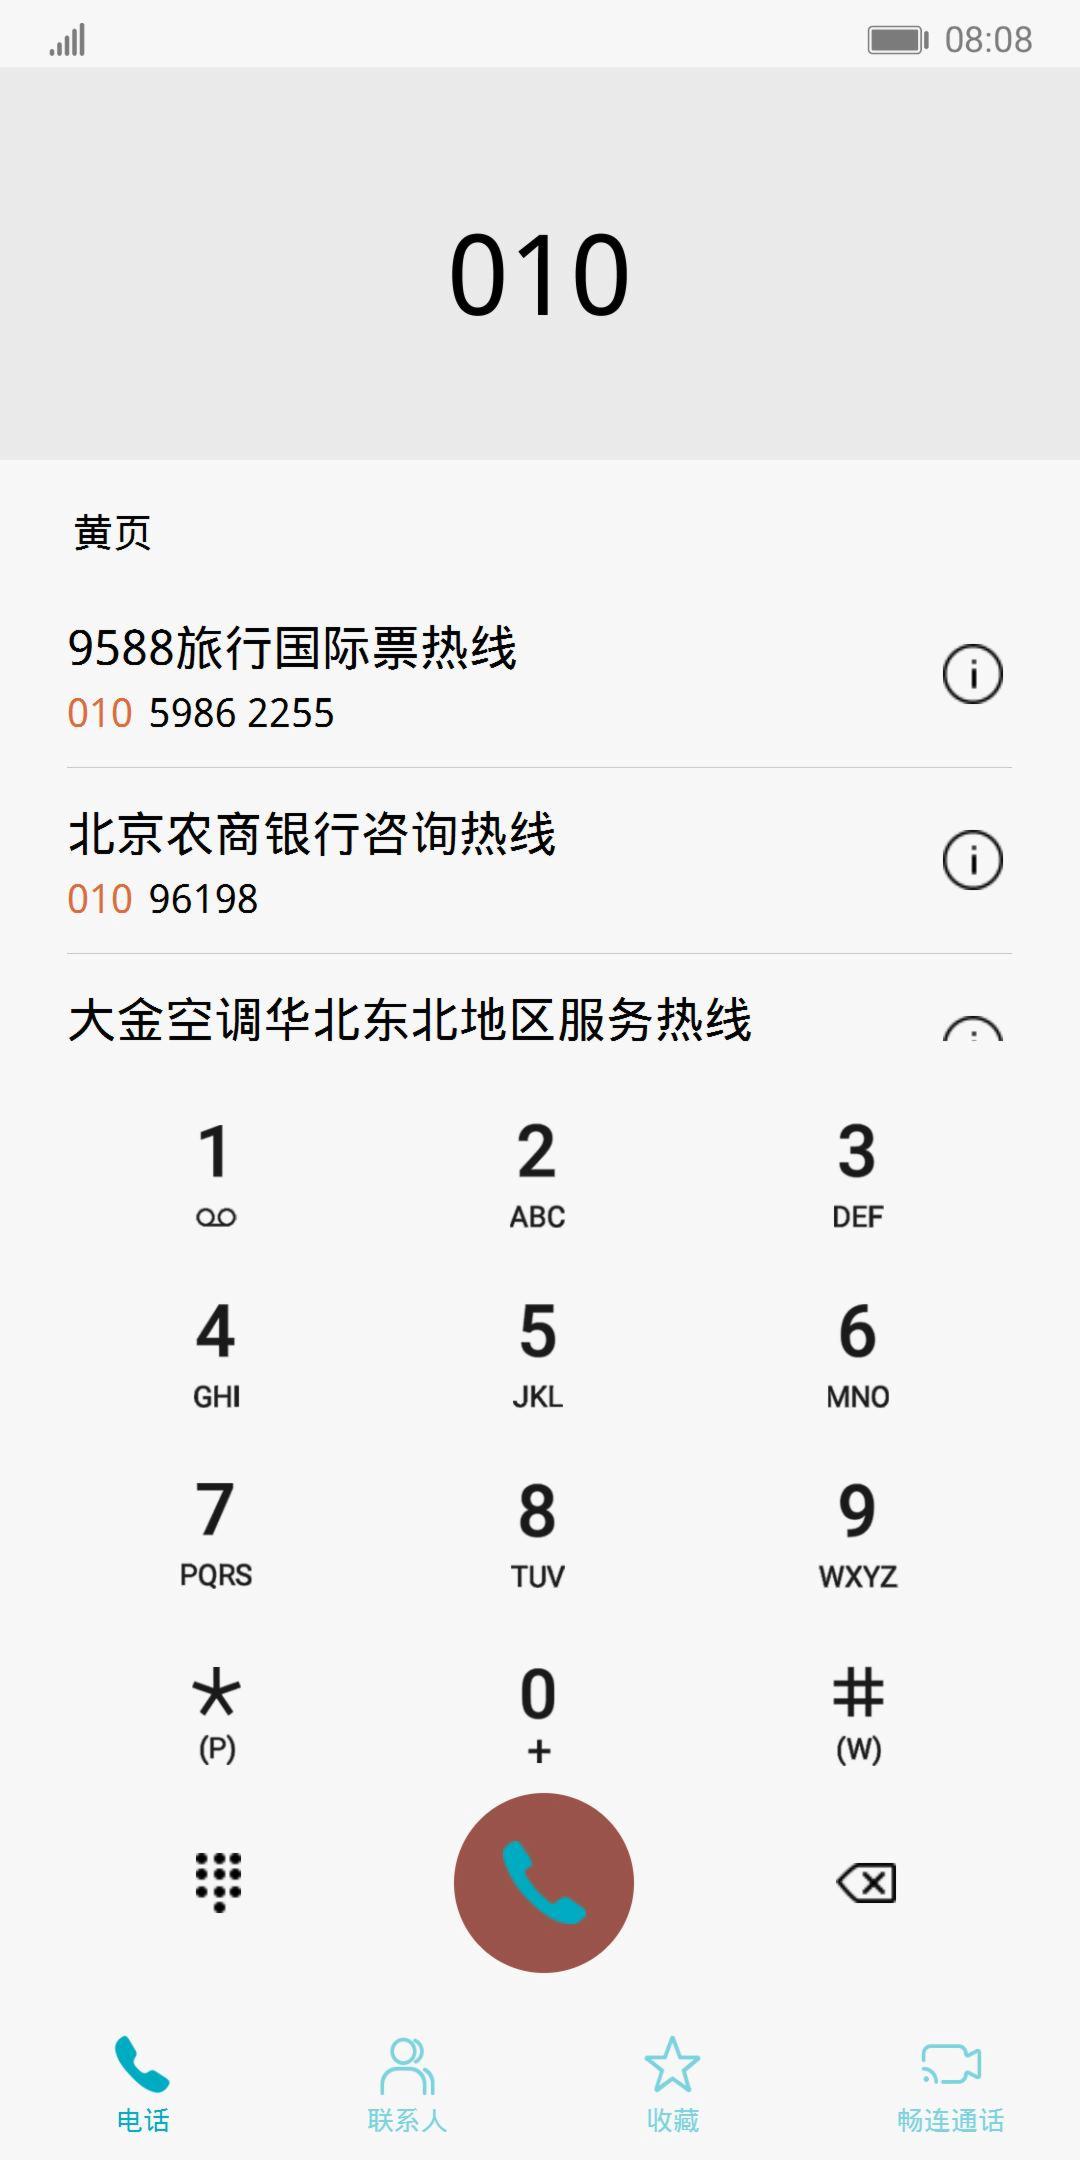 08:08
010
黄页
9588旅行国际票热线
010 5986 2255
北京农商银行咨询热线
010 96198
大金空调华北东北地区服务热线
1 2 3
ABC DEF
4 5 6
GHI JKL MNO
7 8 9
PQRS TUV WXYZ
* 0 #
(P) + (W)
电话 联系人 收藏 畅连通话